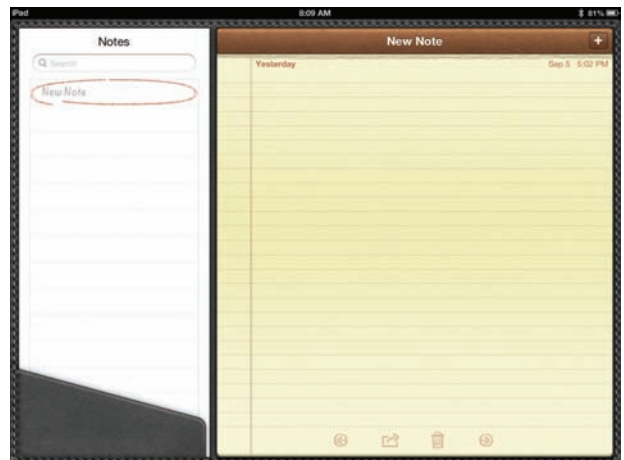 iPad 8:09 AM 81%
Notes New Note +
Search
Yesterday Sep 5 5:02 PM
New Note